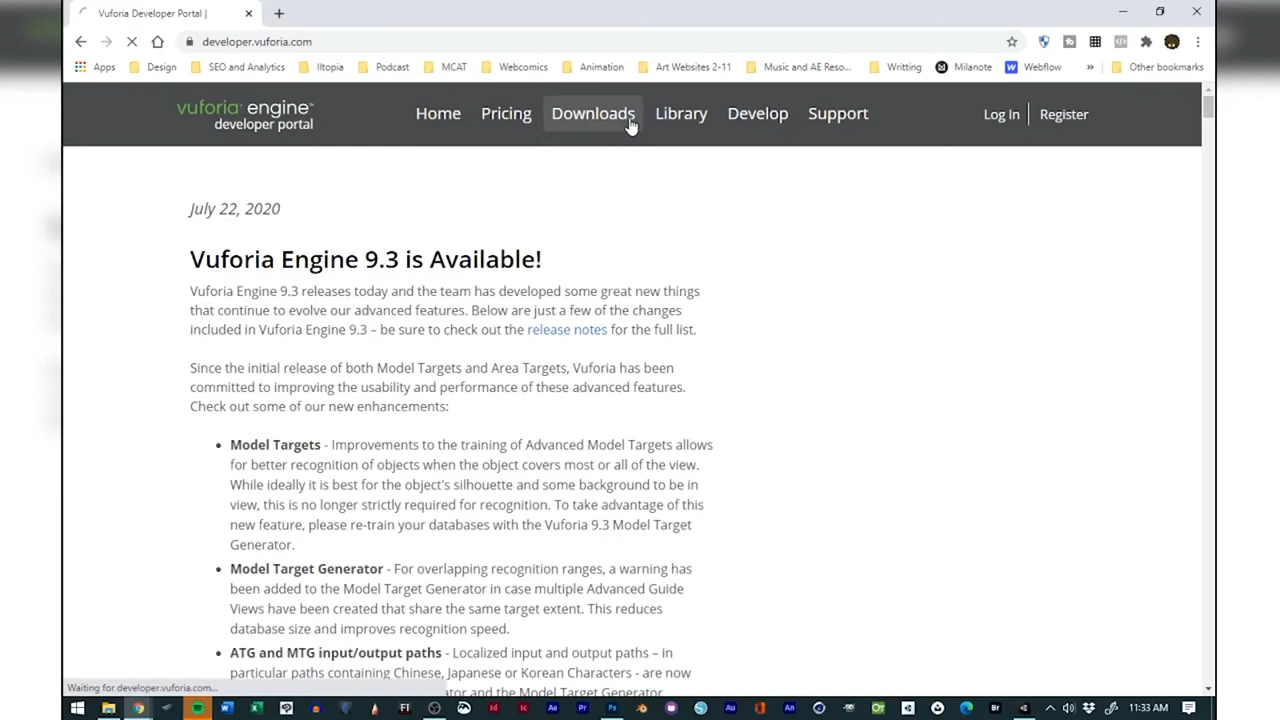 Vuforia Developer Portal |
developer.vuforia.com
Apps Design SEO and Analytics Iltopia Podcast MCAT Webcomics Animation Art Websites 2-11 Music and AE Reso... Writting Milanote Webflow » Other bookmarks
vuforia engine™
developer portal
Home Pricing Downloads Library Develop Support Log In Register
July 22, 2020
Vuforia Engine 9.3 is Available!
Vuforia Engine 9.3 releases today and the team has developed some great new things
that continue to evolve our advanced features. Below are just a few of the changes
included in Vuforia Engine 9.3 – be sure to check out the release notes for the full list.
Since the initial release of both Model Targets and Area Targets, Vuforia has been
committed to improving the usability and performance of these advanced features.
Check out some of our new enhancements:
• Model Targets - Improvements to the training of Advanced Model Targets allows
for better recognition of objects when the object covers most or all of the view.
While ideally it is best for the object's silhouette and some background to be in
view, this is no longer strictly required for recognition. To take advantage of this
new feature, please re-train your databases with the Vuforia 9.3 Model Target
Generator.
• Model Target Generator - For overlapping recognition ranges, a warning has
been added to the Model Target Generator in case multiple Advanced Guide
Views have been created that share the same target extent. This reduces
database size and improves recognition speed.
• ATG and MTG input/output paths - Localized input and output paths – in
particular paths containing Chinese, Japanese or Korean Characters - are now
and the Model Target Generator
Waiting for developer.vuforia.com...
11:33 AM